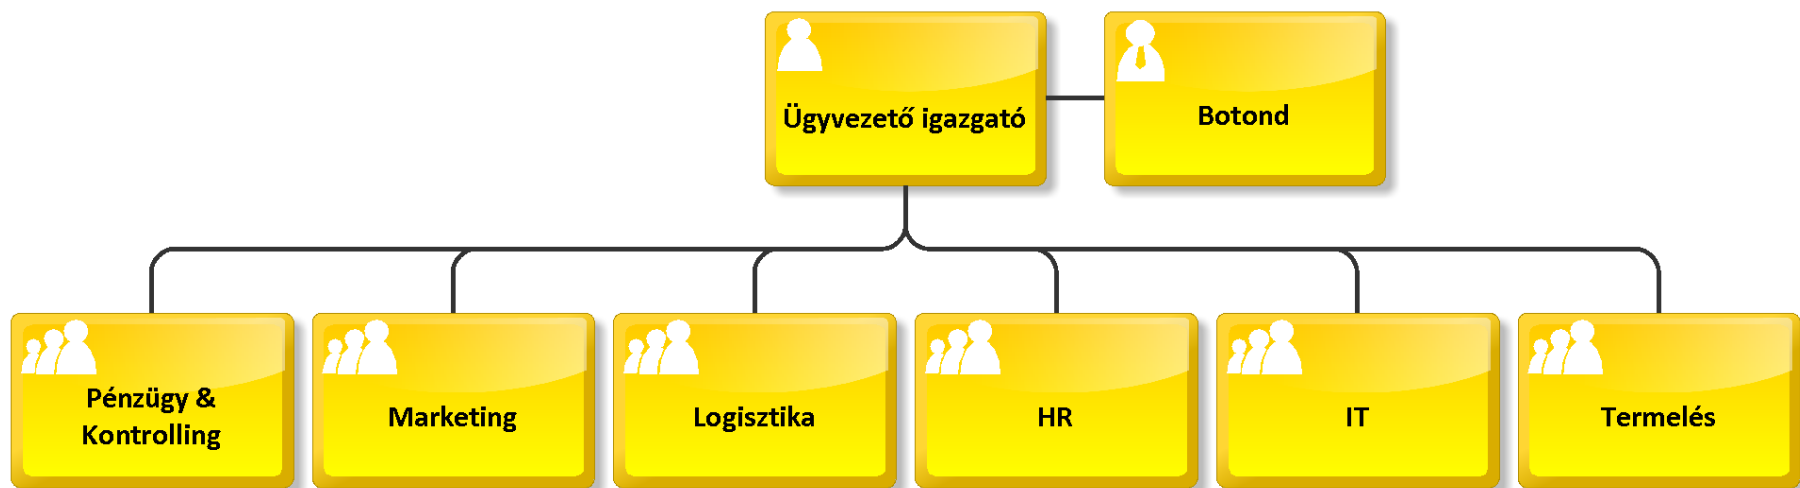 Ügyvezető igazgató
Botond
Pénzügy &
Kontrolling
Marketing
Logisztika
HR
IT
Termelés